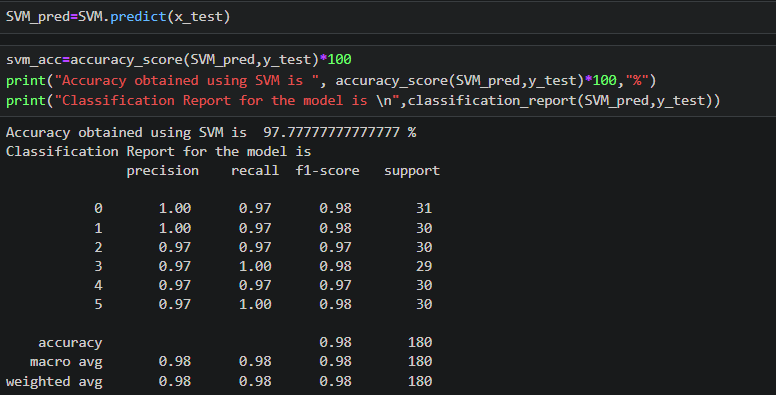 SVM_pred=SVM.predict(x_test)
svm_acc=accuracy_score(SVM_pred,y_test)*100
print("Accuracy obtained using SVM is ", accuracy_score(SVM_pred,y_test)*100,"%")
print("Classification Report for the model is \n",classification_report(SVM_pred,y_test))
Accuracy obtained using SVM is  97.77777777777777 %
Classification Report for the model is
precision    recall  f1-score   support
0       1.00      0.97      0.98        31
1       1.00      0.97      0.98        30
2       0.97      0.97      0.97        30
3       0.97      1.00      0.98        29
4       0.97      0.97      0.97        30
5       0.97      1.00      0.98        30
accuracy                           0.98       180
macro avg       0.98      0.98      0.98       180
weighted avg       0.98      0.98      0.98       180